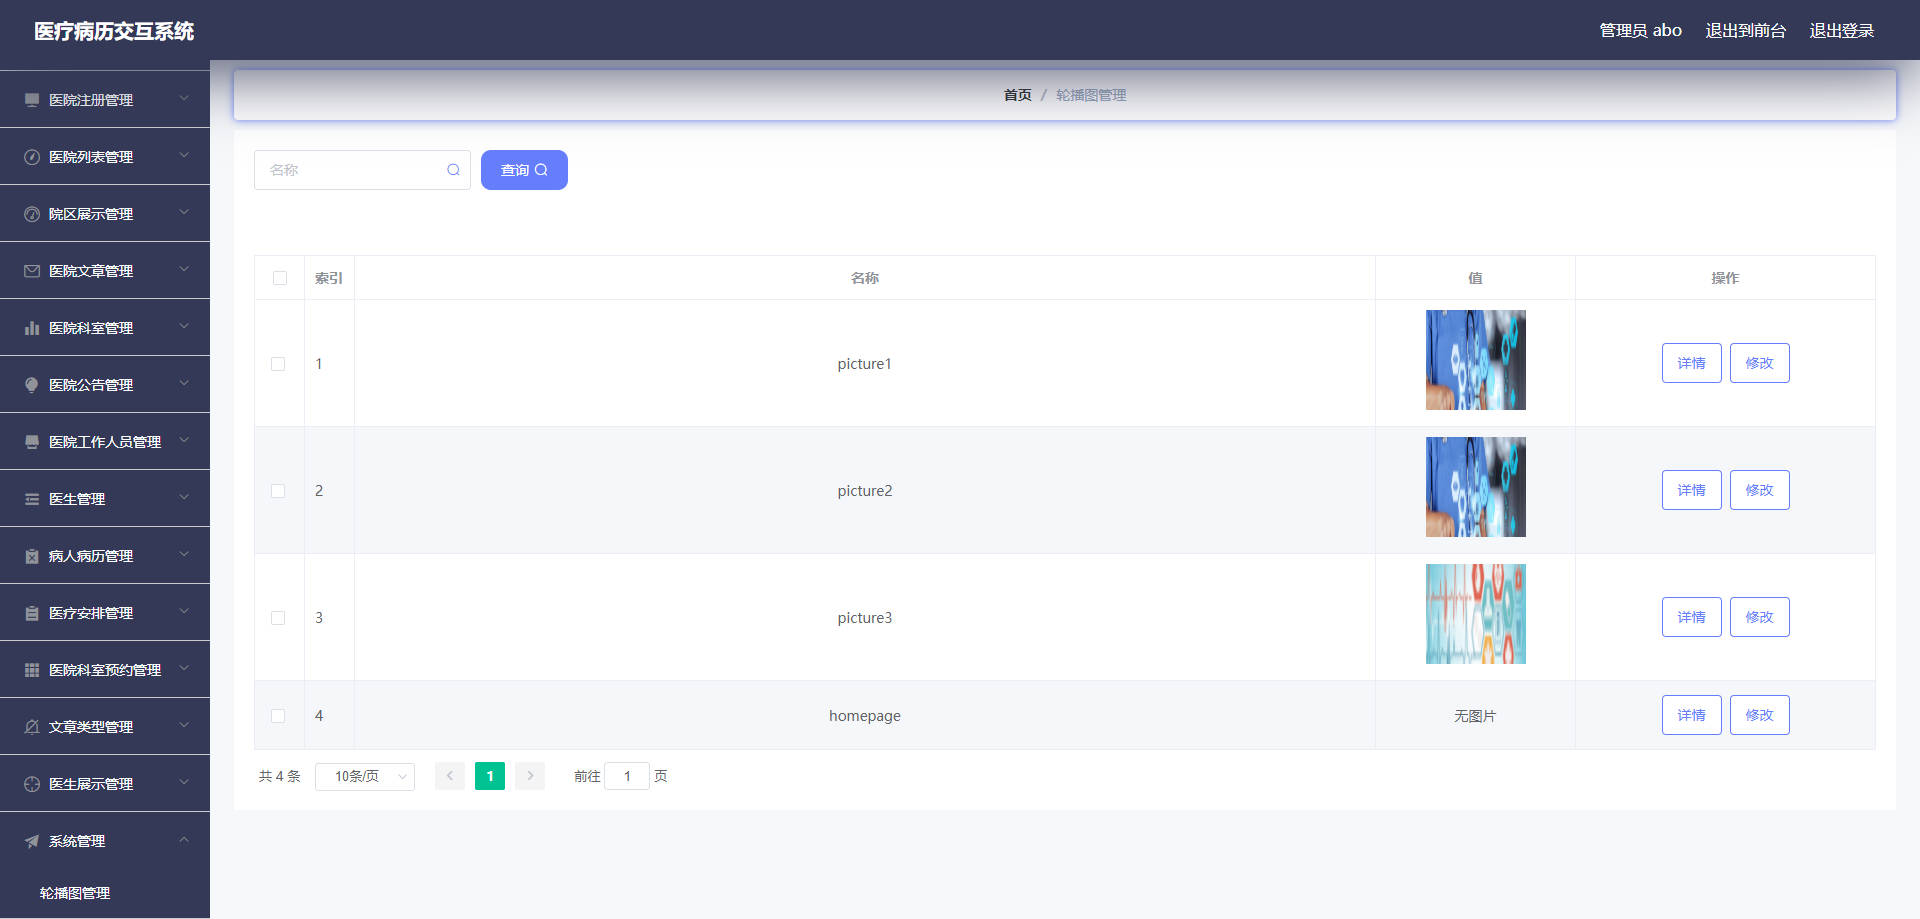 医疗病历交互系统
管理员 abo 退出到前台 退出登录
医院注册管理
医院列表管理
院区展示管理
医院文章管理
医院科室管理
医院公告管理
医院工作人员管理
医生管理
病人病历管理
医疗安排管理
医院科室预约管理
文章类型管理
医生展示管理
系统管理
轮播图管理
首页 / 轮播图管理
名称 查询
索引 名称 值 操作
1 picture1 详情 修改
2 picture2 详情 修改
3 picture3 详情 修改
4 homepage 无图片 详情 修改
共 4 条 10条/页 1 前往 1 页